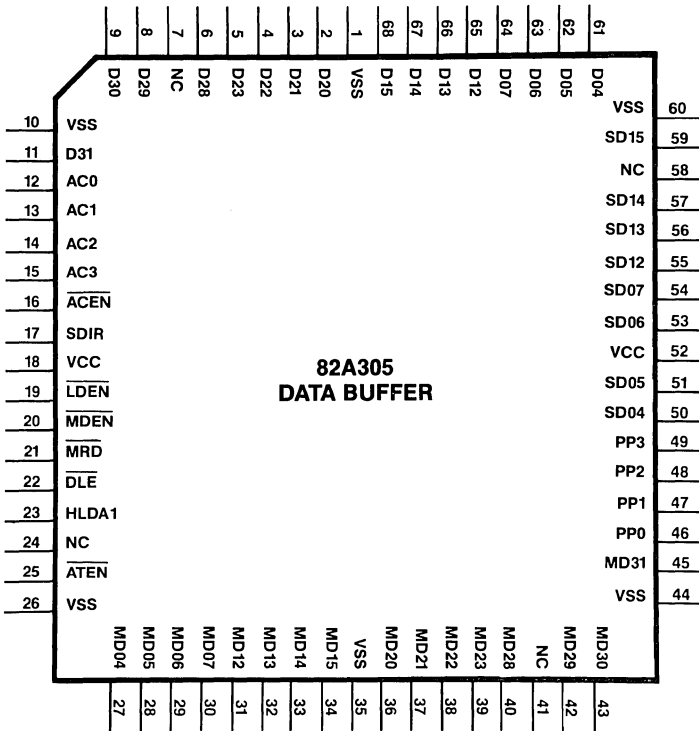 9 8 7 6 5 4 3 2 1 68 67 66 65 64 63 62 61
D30 D29 NC D28 D23 D22 D21 D20 VSS D15 D14 D13 D12 D07 D06 D05 D04
10 VSS
11 D31
12 AC0
13 AC1
14 AC2
15 AC3
16 A̅C̅E̅N̅
17 SDIR
18 VCC
19 L̅D̅E̅N̅
20 M̅D̅E̅N̅
21 M̅R̅D̅
22 D̅L̅E̅
23 HLDA1
24 NC
25 A̅T̅E̅N̅
26 VSS
82A305
DATA BUFFER
VSS 60
SD15 59
NC 58
SD14 57
SD13 56
SD12 55
SD07 54
SD06 53
VCC 52
SD05 51
SD04 50
PP3 49
PP2 48
PP1 47
PP0 46
MD31 45
VSS 44
MD04 MD05 MD06 MD07 MD12 MD13 MD14 MD15 VSS MD20 MD21 MD22 MD23 MD28 NC MD29 MD30
27 28 29 30 31 32 33 34 35 36 37 38 39 40 41 42 43